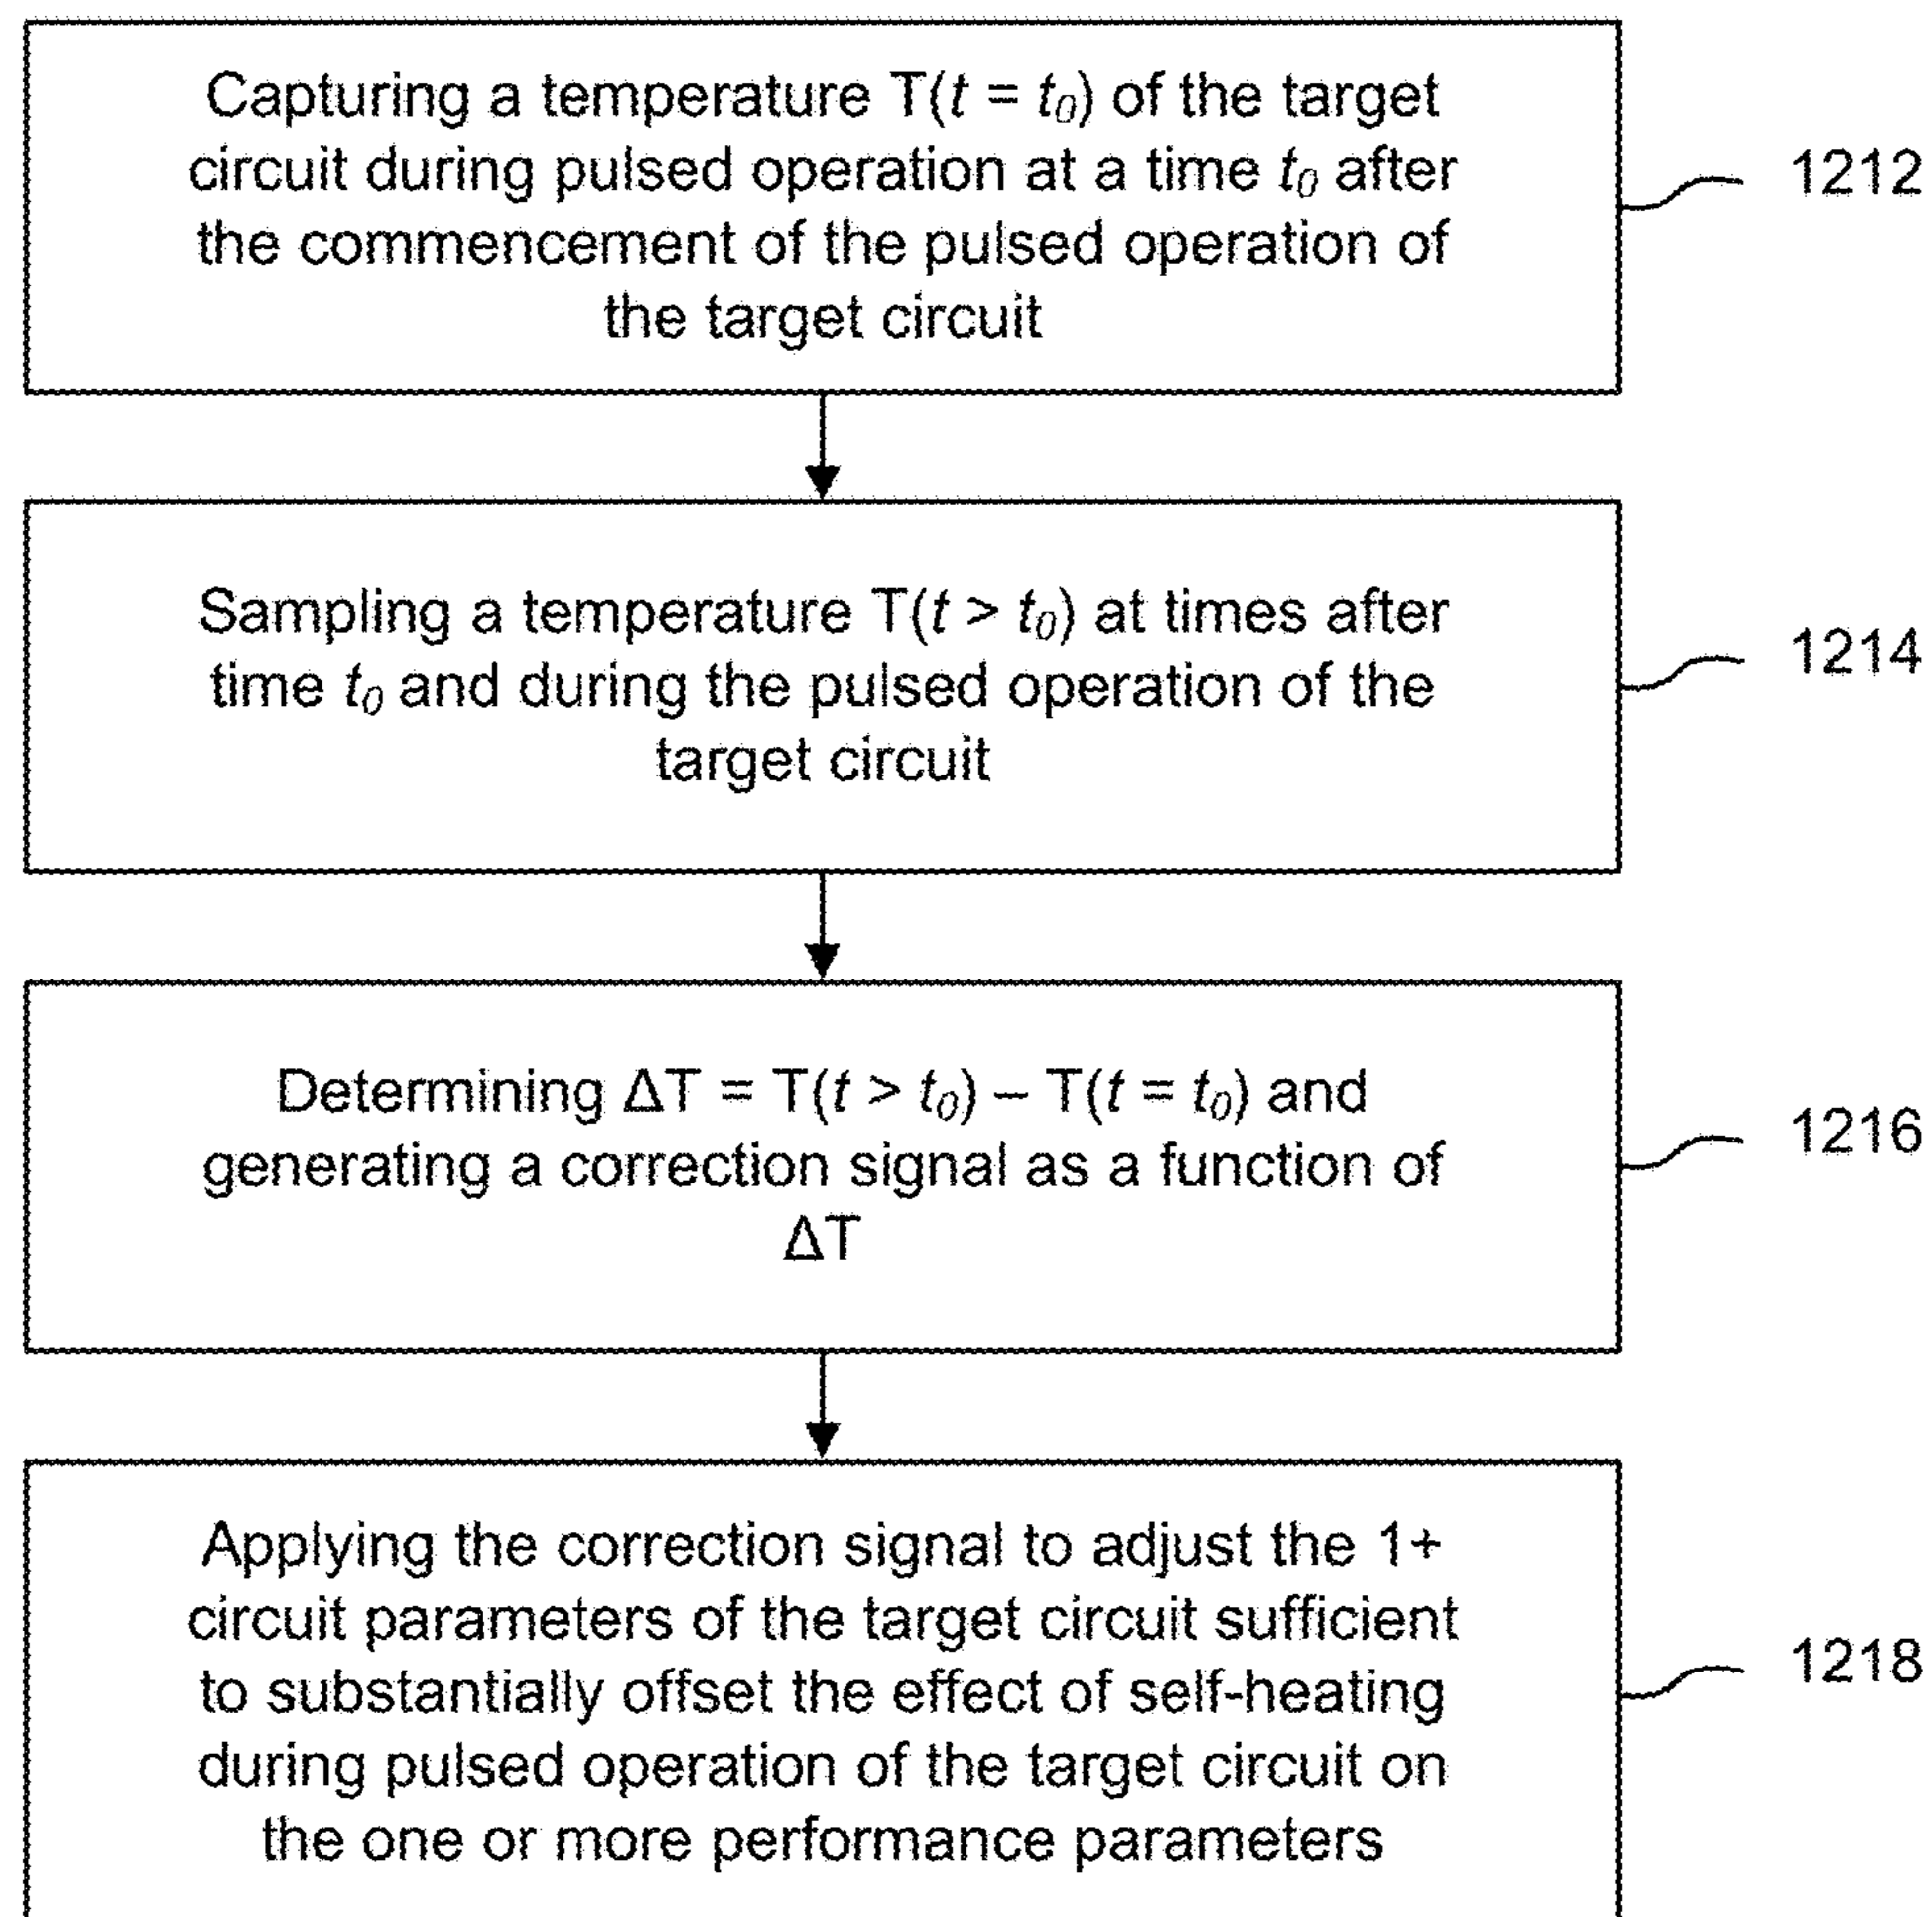 Capturing a temperature T(t = t₀) of the target
circuit during pulsed operation at a time t₀ after
the commencement of the pulsed operation of
the target circuit
1212
Sampling a temperature T(t > t₀) at times after
time t₀ and during the pulsed operation of the
target circuit
1214
Determining ΔT = T(t > t₀) – T(t = t₀) and
generating a correction signal as a function of
ΔT
1216
Applying the correction signal to adjust the 1+
circuit parameters of the target circuit sufficient
to substantially offset the effect of self-heating
during pulsed operation of the target circuit on
the one or more performance parameters
1218